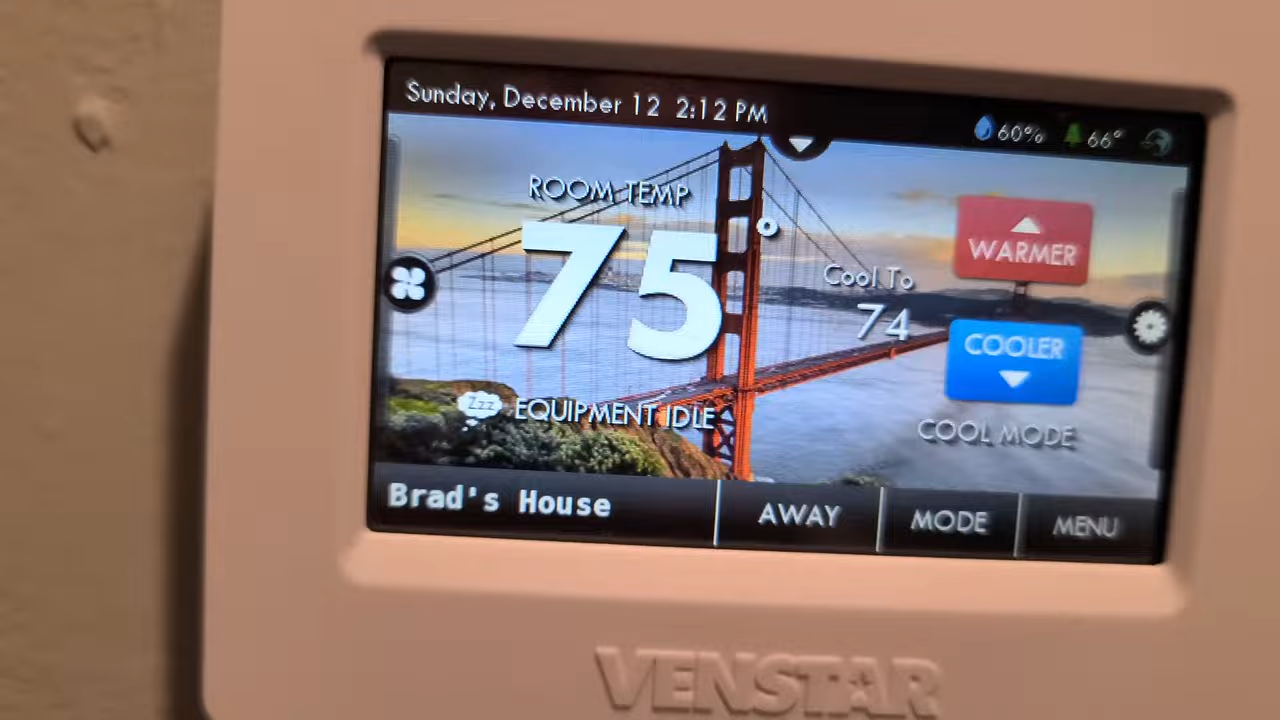 Sunday, December 12 2:12 PM
60% 66°
ROOM TEMP
75°
Cool To
74
WARMER
COOLER
COOL MODE
Zzz EQUIPMENT IDLE
Brad's House
AWAY
MODE
MENU
VENSTAR